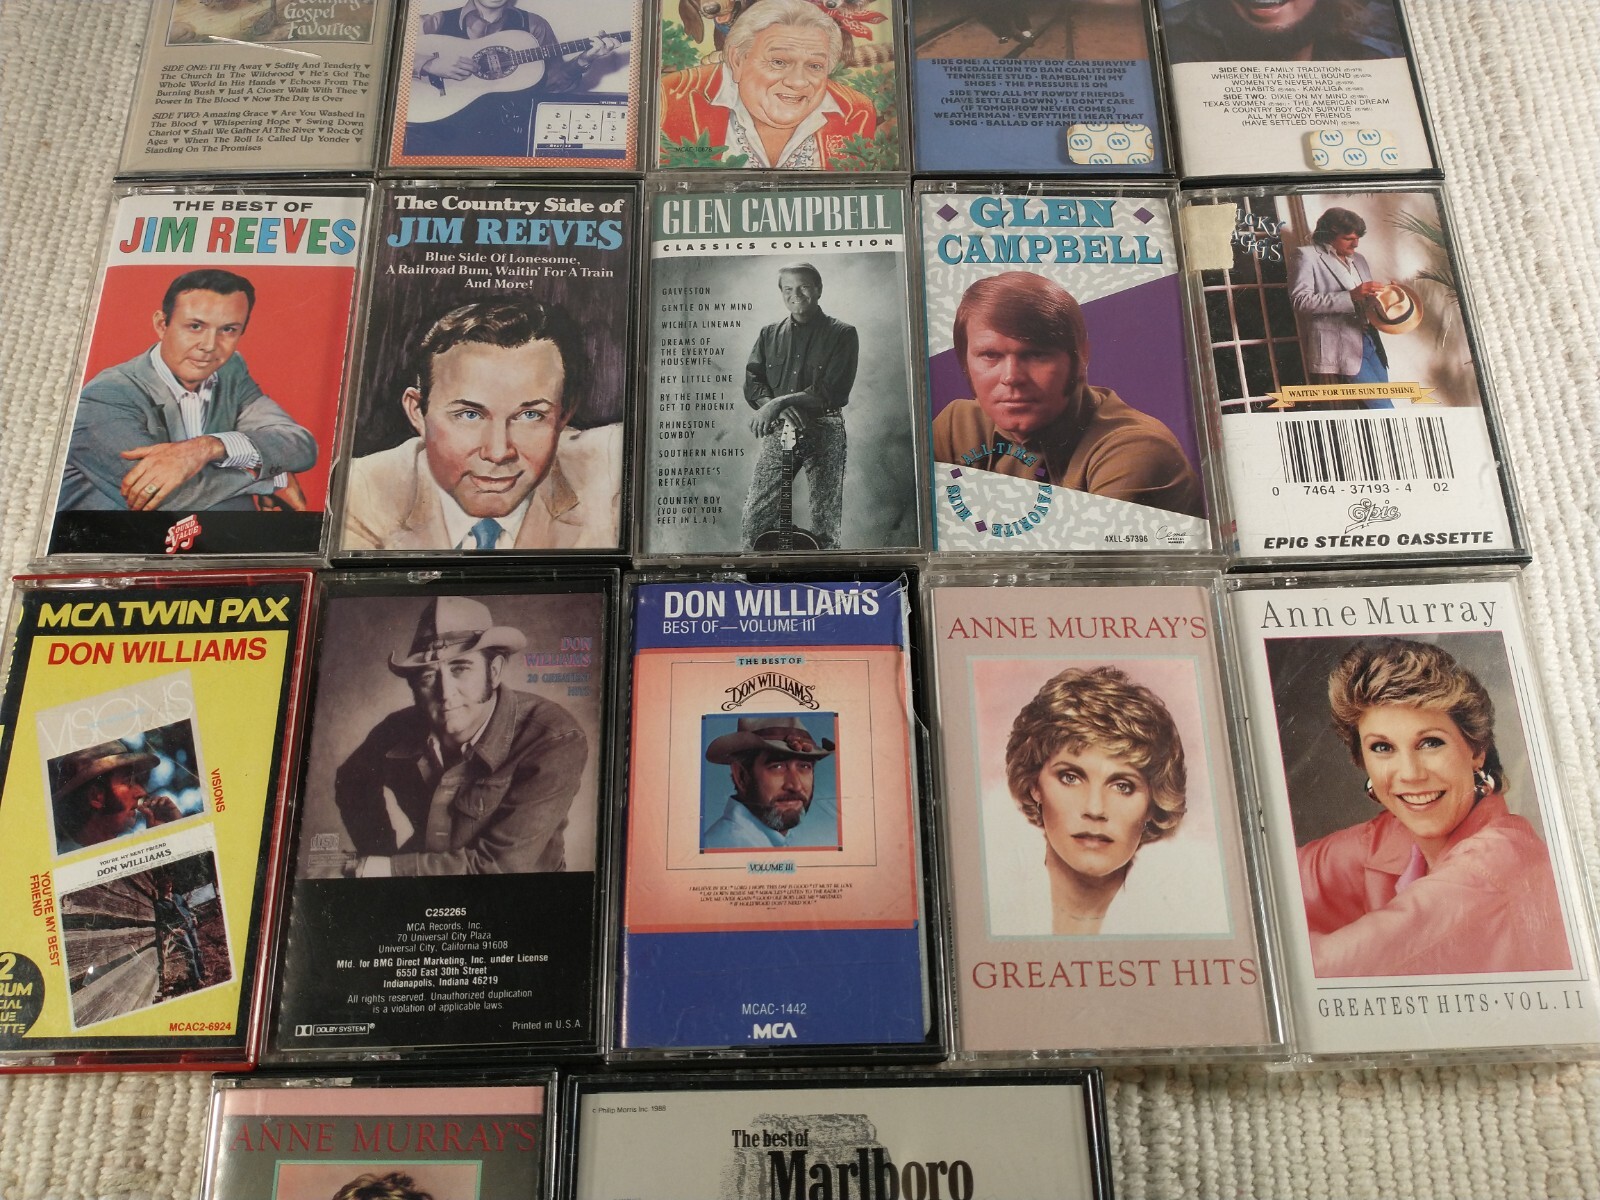 Country
Gospel
Favorites
SIDE ONE: I'll Fly Away ▼ Softly And Tenderly ▼
The Church In The Wildwood ▼ He's Got The
Whole World In His Hands ▼ Echoes From The
Burning Bush ▼ Just A Closer Walk With Thee ▼
Power In The Blood ▼ Now The Day is Over
SIDE TWO: Amazing Grace ▼ Are You Washed In
The Blood ▼ Whispering Hope ▼ Swing Down
Chariot ▼ Shall We Gather At The River ▼ Rock Of
Ages ▼ When The Roll is Called Up Yonder ▼
Standing On The Promises
SIDE ONE: A COUNTRY BOY CAN SURVIVE
THE COALITION TO BAN COALITIONS
TENNESSEE STUD · RAMBLIN' IN MY
SHOES · THE PRESSURE IS ON
SIDE TWO: ALL MY ROWDY FRIENDS
(HAVE SETTLED DOWN) · I DON'T CARE
(IF TOMORROW NEVER COMES)
WEATHERMAN · EVERYTIME I HEAR THAT
SONG · BALLAD OF HANK
SIDE ONE: FAMILY TRADITION
WHISKEY BENT AND HELL BOUND
WOMEN I'VE NEVER HAD
OLD HABITS · KAW-LIGA
SIDE TWO: DIXIE ON MY MIND
TEXAS WOMEN · THE AMERICAN DREAM
A COUNTRY BOY CAN SURVIVE
ALL MY ROWDY FRIENDS
(HAVE SETTLED DOWN)
THE BEST OF
JIM REEVES
SOUND
VALUE
The Country Side of
JIM REEVES
Blue Side Of Lonesome,
A Railroad Bum, Waitin' For A Train
And More!
GLEN CAMPBELL
CLASSICS COLLECTION
GALVESTON
GENTLE ON MY MIND
WICHITA LINEMAN
DREAMS OF
THE EVERYDAY
HOUSEWIFE
HEY LITTLE ONE
BY THE TIME I
GET TO PHOENIX
RHINESTONE
COWBOY
SOUTHERN NIGHTS
BONAPARTE'S
RETREAT
COUNTRY BOY
(YOU GOT YOUR
FEET IN L.A.)
GLEN
CAMPBELL
ALL-TIME
FAVORITE
HITS
4XLL-57396
Cema
WAITIN' FOR THE SUN TO SHINE
0 7464-37193-4 02
Epic
EPIC STEREO CASSETTE
MCA TWIN PAX
DON WILLIAMS
VISIONS
VISIONS
YOU'RE MY BEST FRIEND
DON WILLIAMS
YOU'RE MY BEST
FRIEND
2
MCAC2-6924
DON
WILLIAMS
20 GREATEST
HITS
C252265
MCA Records, Inc.
70 Universal City Plaza
Universal City, California 91608
Mfd. for BMG Direct Marketing, Inc. under License
6550 East 30th Street
Indianapolis, Indiana 46219
All rights reserved. Unauthorized duplication
is a violation of applicable laws.
DOLBY SYSTEM®
Printed in U.S.A.
DON WILLIAMS
BEST OF—VOLUME III
THE BEST OF
DON WILLIAMS
VOLUME III
MCAC-1442
MCA
ANNE MURRAY'S
GREATEST HITS
Anne Murray
GREATEST HITS · VOL. II
ANNE MURRAY'S
© Philip Morris Inc. 1988
The best of
Marlboro